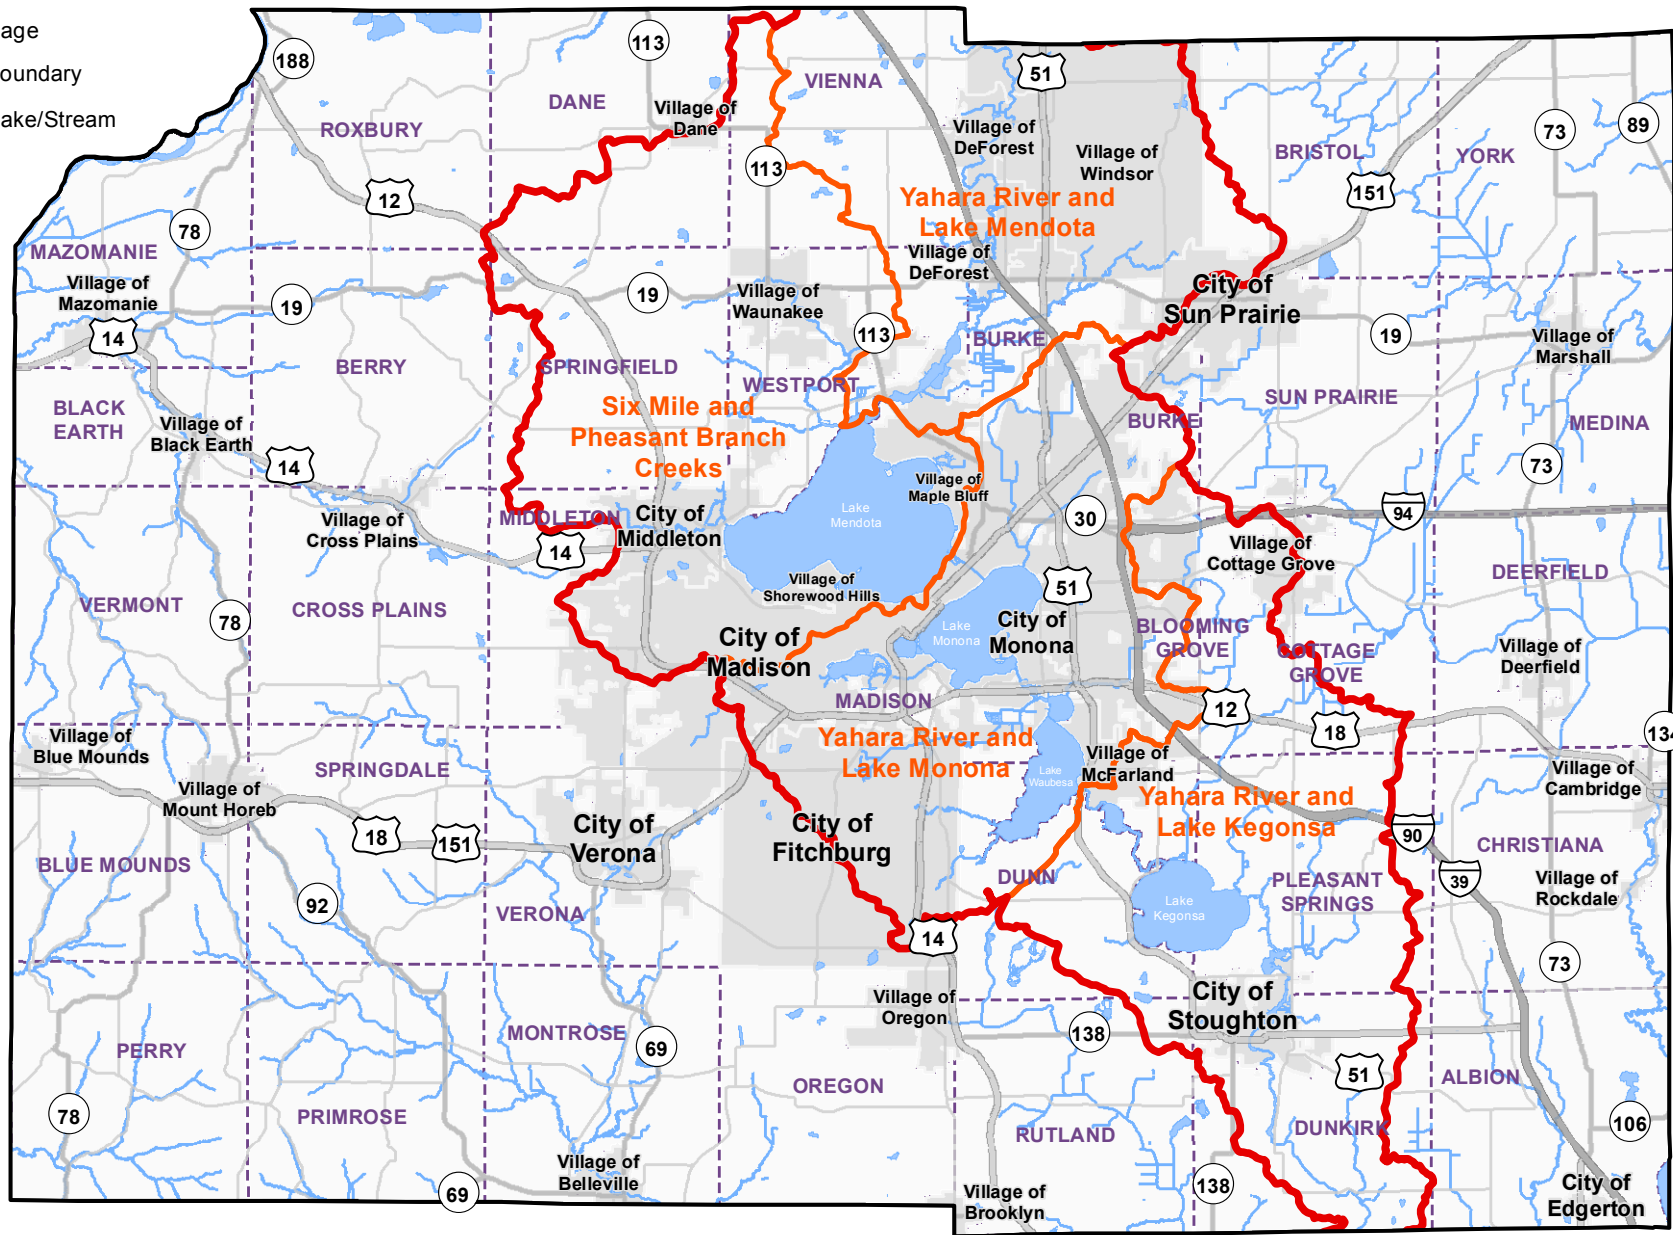 age
oundary
ake/Stream
188
113
51
VIENNA
DANE
Village of
Dane
ROXBURY
Village of
DeForest
Village of
Windsor
BRISTOL
YORK
73
89
113
12
151
Yahara River and
Lake Mendota
78
MAZOMANIE
Village of
DeForest
Village of
Mazomanie
19
19
Village of
Waunakee
City of
Sun Prairie
14
113
BURKE
19
Village of
Marshall
BERRY
SPRINGFIELD
WESTPORT
BLACK
EARTH
SUN PRAIRIE
Six Mile and
Pheasant Branch
Creeks
Village of
Black Earth
BURKE
MEDINA
14
73
Village of
Maple Bluff
Lake
Mendota
Village of
Cross Plains
MIDDLETON
City of
Middleton
14
30
94
Village of
Cottage Grove
Village of
Shorewood Hills
51
DEERFIELD
VERMONT
CROSS PLAINS
78
Lake
Monona
City of
Monona
BLOOMING
GROVE
City of
Madison
COTTAGE
GROVE
Village of
Deerfield
MADISON
12
18
134
Village of
Blue Mounds
Yahara River and
Lake Monona
Village of
McFarland
SPRINGDALE
Lake
Waubesa
Village of
Cambridge
Village of
Mount Horeb
Yahara River and
Lake Kegonsa
18
151
City of
Verona
City of
Fitchburg
90
CHRISTIANA
BLUE MOUNDS
39
DUNN
PLEASANT
SPRINGS
Village of
Rockdale
92
VERONA
Lake
Kegonsa
14
73
Village of
Oregon
City of
Stoughton
MONTROSE
138
PERRY
69
51
ALBION
OREGON
78
PRIMROSE
106
RUTLAND
DUNKIRK
Village of
Belleville
69
138
Village of
Brooklyn
City of
Edgerton